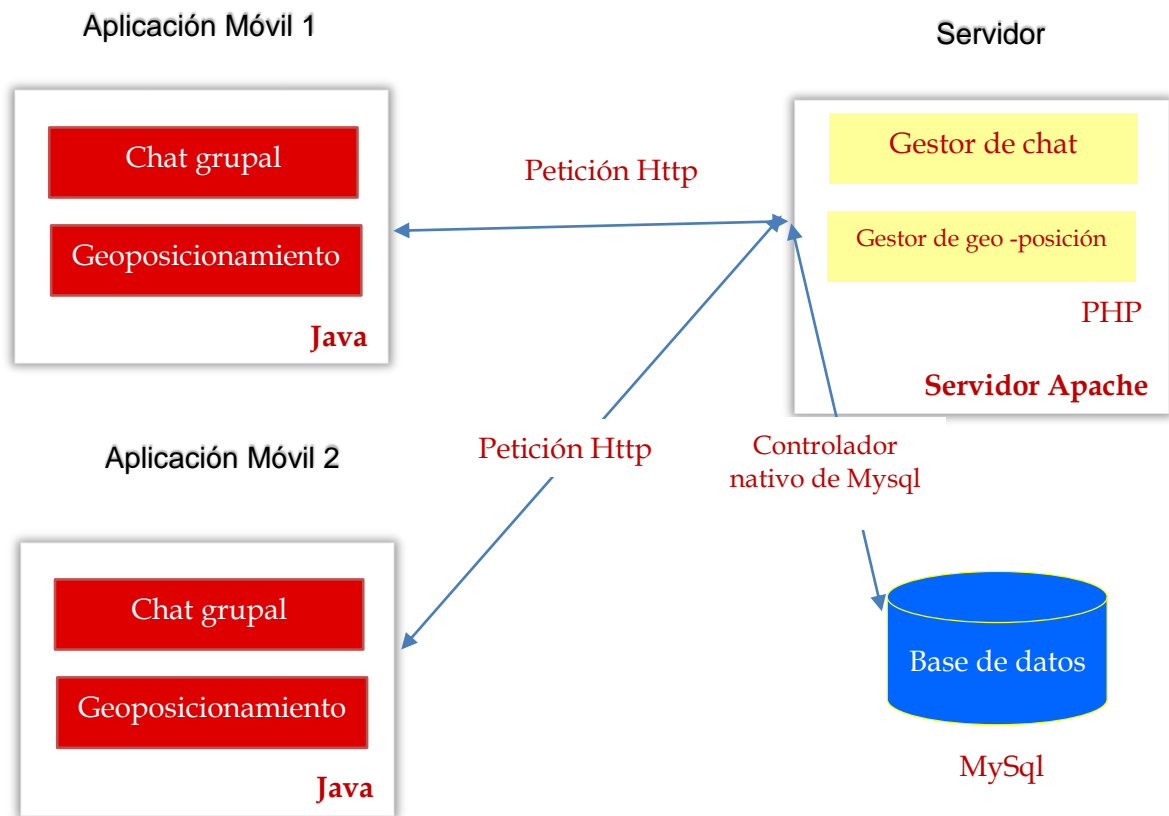 Aplicación Móvil 1
Servidor
Chat grupal
Geoposicionamiento
Java
Petición Http
Gestor de chat
Gestor de geo -posición
PHP
Servidor Apache
Aplicación Móvil 2
Petición Http
Controlador
nativo de Mysql
Chat grupal
Geoposicionamiento
Java
Base de datos
MySql